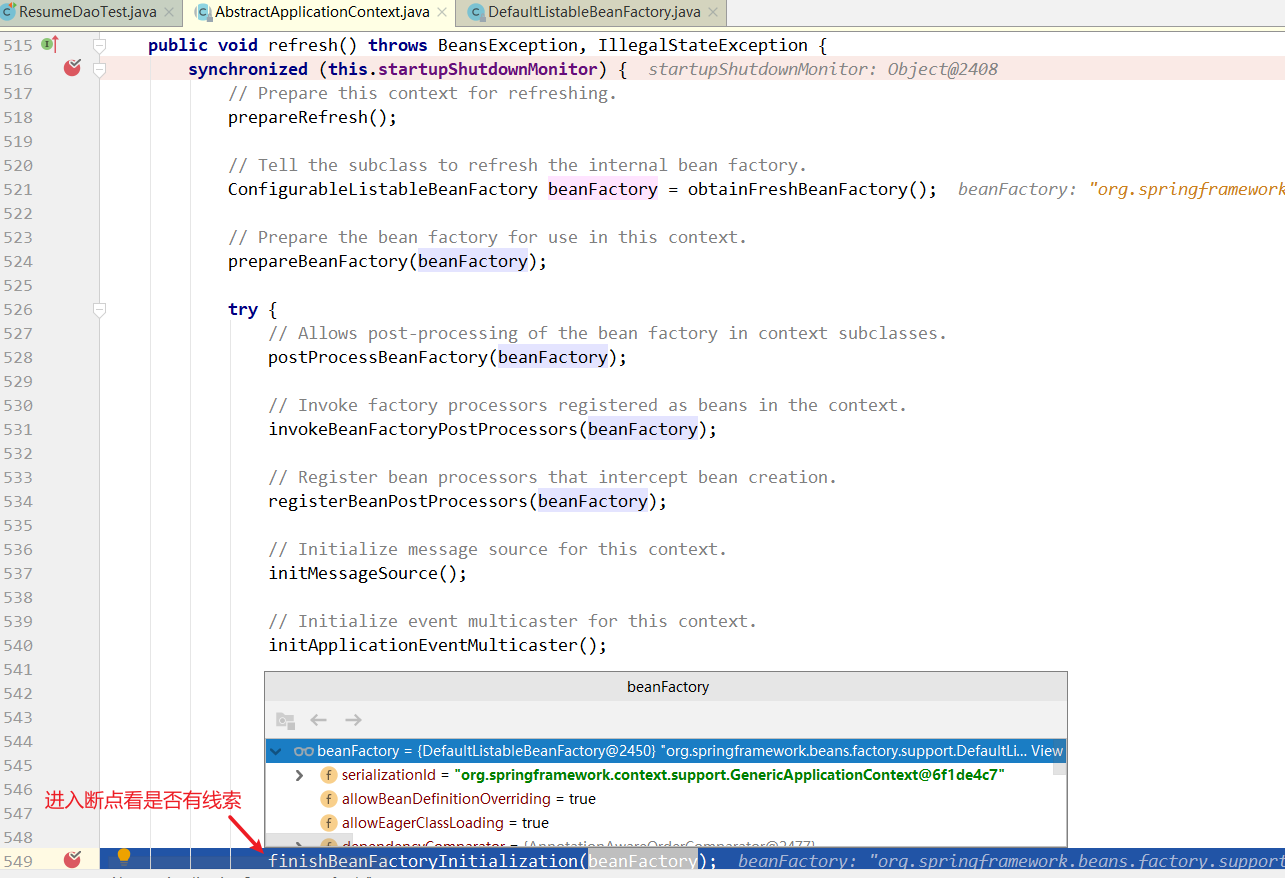 ResumeDaoTest.java AbstractApplicationContext.java DefaultListableBeanFactory.java
515 public void refresh() throws BeansException, IllegalStateException {
516 synchronized (this.startupShutdownMonitor) { startupShutdownMonitor: Object@2408
517 // Prepare this context for refreshing.
518 prepareRefresh();
519
520 // Tell the subclass to refresh the internal bean factory.
521 ConfigurableListableBeanFactory beanFactory = obtainFreshBeanFactory(); beanFactory: "org.springframework
522
523 // Prepare the bean factory for use in this context.
524 prepareBeanFactory(beanFactory);
525
526 try {
527 // Allows post-processing of the bean factory in context subclasses.
528 postProcessBeanFactory(beanFactory);
529
530 // Invoke factory processors registered as beans in the context.
531 invokeBeanFactoryPostProcessors(beanFactory);
532
533 // Register bean processors that intercept bean creation.
534 registerBeanPostProcessors(beanFactory);
535
536 // Initialize message source for this context.
537 initMessageSource();
538
539 // Initialize event multicaster for this context.
540 initApplicationEventMulticaster();
541
542 beanFactory
543
544
545 beanFactory = {DefaultListableBeanFactory@2450} "org.springframework.beans.factory.support.DefaultLi... View
546 serializationId = "org.springframework.context.support.GenericApplicationContext@6f1de4c7"
547 allowBeanDefinitionOverriding = true
进入断点看是否有线索
548 allowEagerClassLoading = true
dependencyComparator = {AnnotationAwareOrderComparator@2477}
549 finishBeanFactoryInitialization(beanFactory); beanFactory: "org.springframework.beans.factory.support